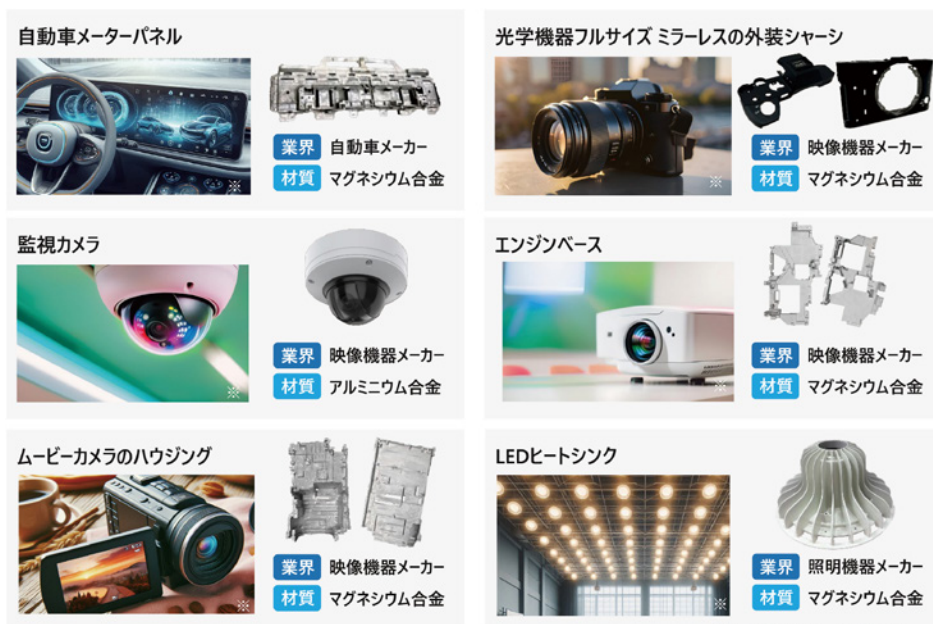 自動車メーターパネル
※
業界 自動車メーカー
材質 マグネシウム合金
光学機器フルサイズ ミラーレスの外装シャーシ
※
業界 映像機器メーカー
材質 マグネシウム合金
監視カメラ
※
業界 映像機器メーカー
材質 アルミニウム合金
エンジンベース
※
業界 映像機器メーカー
材質 マグネシウム合金
ムービーカメラのハウジング
※
業界 映像機器メーカー
材質 マグネシウム合金
LEDヒートシンク
※
業界 照明機器メーカー
材質 マグネシウム合金